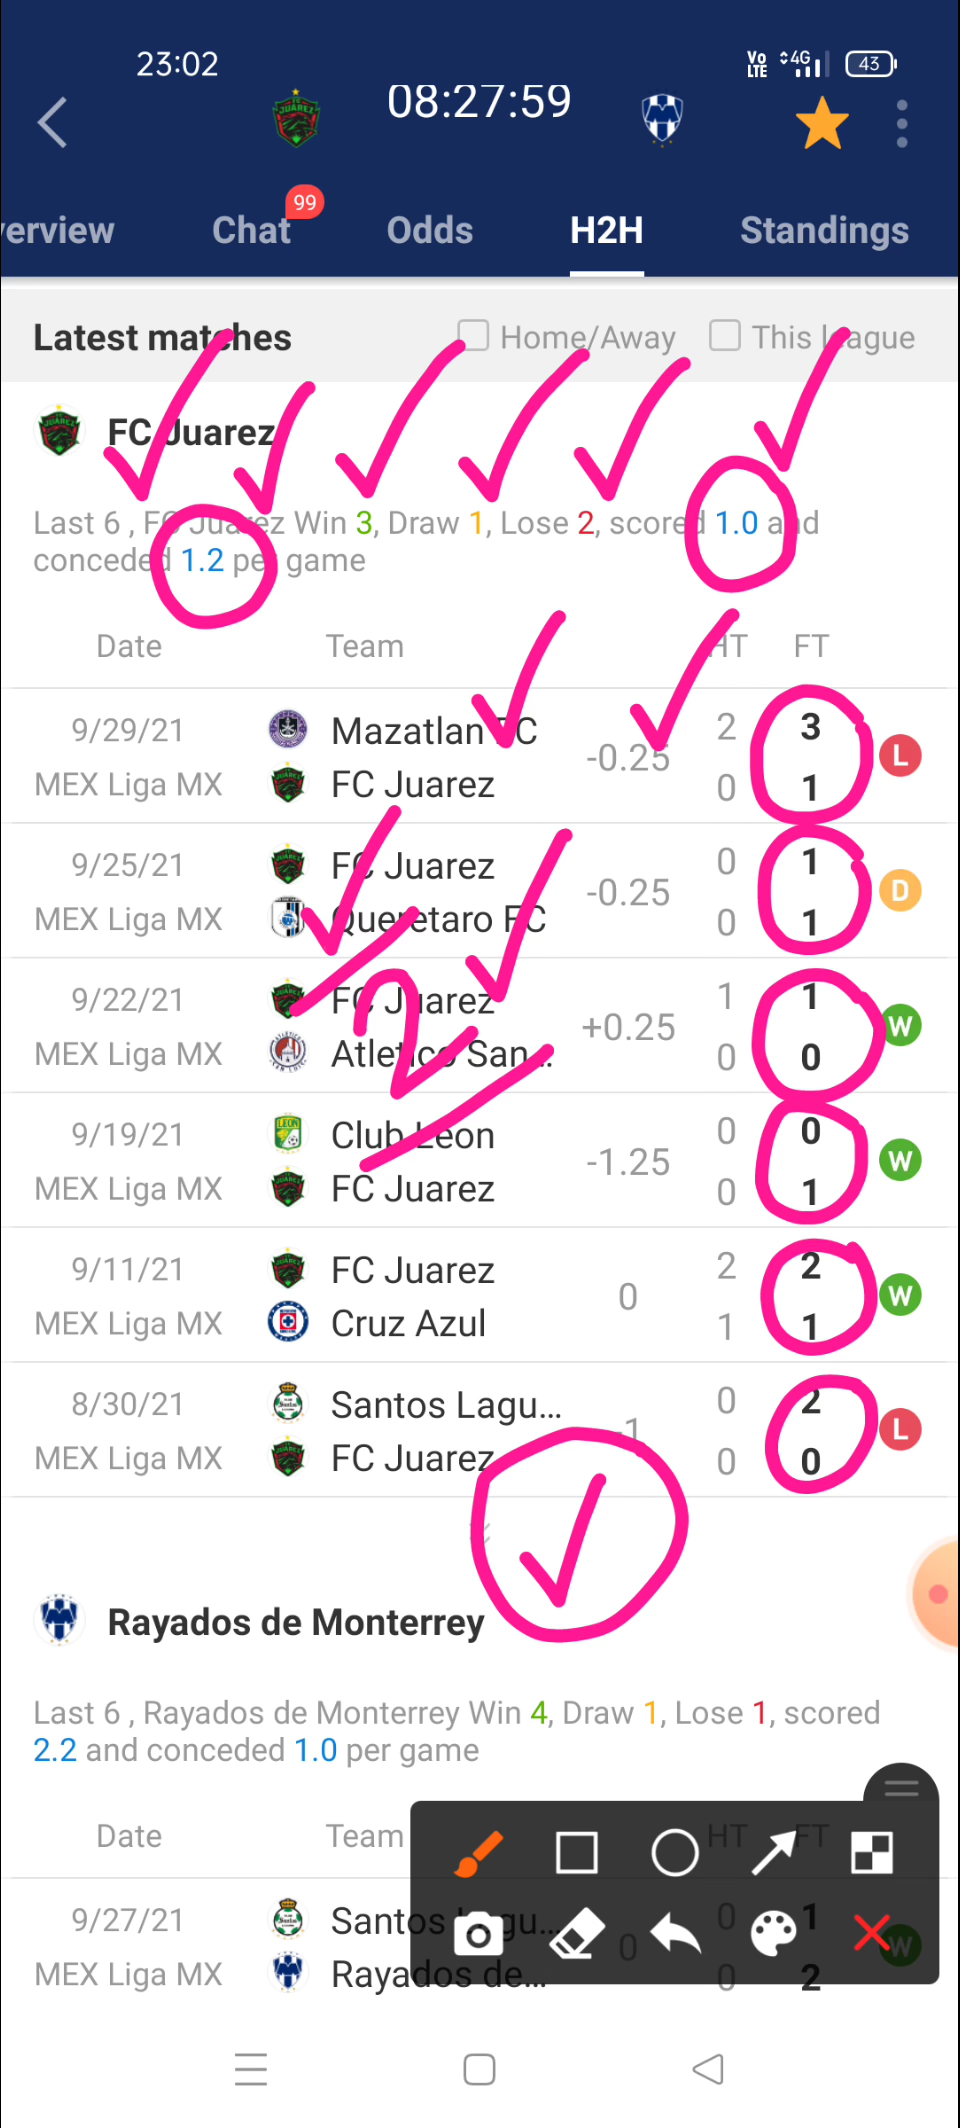 23:02
Vo LTE 4G 43
08:27:59
verview Chat 99 Odds H2H Standings
Latest matches Home/Away This league
FC Juarez
Last 6 , FC Juarez Win 3, Draw 1, Lose 2, scored 1.0 and
conceded 1.2 per game
Date Team HT FT
9/29/21 Mazatlan FC 2 3
-0.25 L
MEX Liga MX FC Juarez 0 1
9/25/21 FC Juarez 0 1
-0.25 D
MEX Liga MX Queretaro FC 0 1
9/22/21 FC Juarez 1 1
+0.25 W
MEX Liga MX Atletico San... 0 0
2
9/19/21 Club Leon 0 0
-1.25 W
MEX Liga MX FC Juarez 0 1
9/11/21 FC Juarez 2 2
0 W
MEX Liga MX Cruz Azul 1 1
8/30/21 Santos Lagu... 0 2
-1 L
MEX Liga MX FC Juarez 0 0
Rayados de Monterrey
Last 6 , Rayados de Monterrey Win 4, Draw 1, Lose 1, scored
2.2 and conceded 1.0 per game
Date Team HT FT
9/27/21 Santos Lagu... 0 1
0 W
MEX Liga MX Rayados de... 0 2